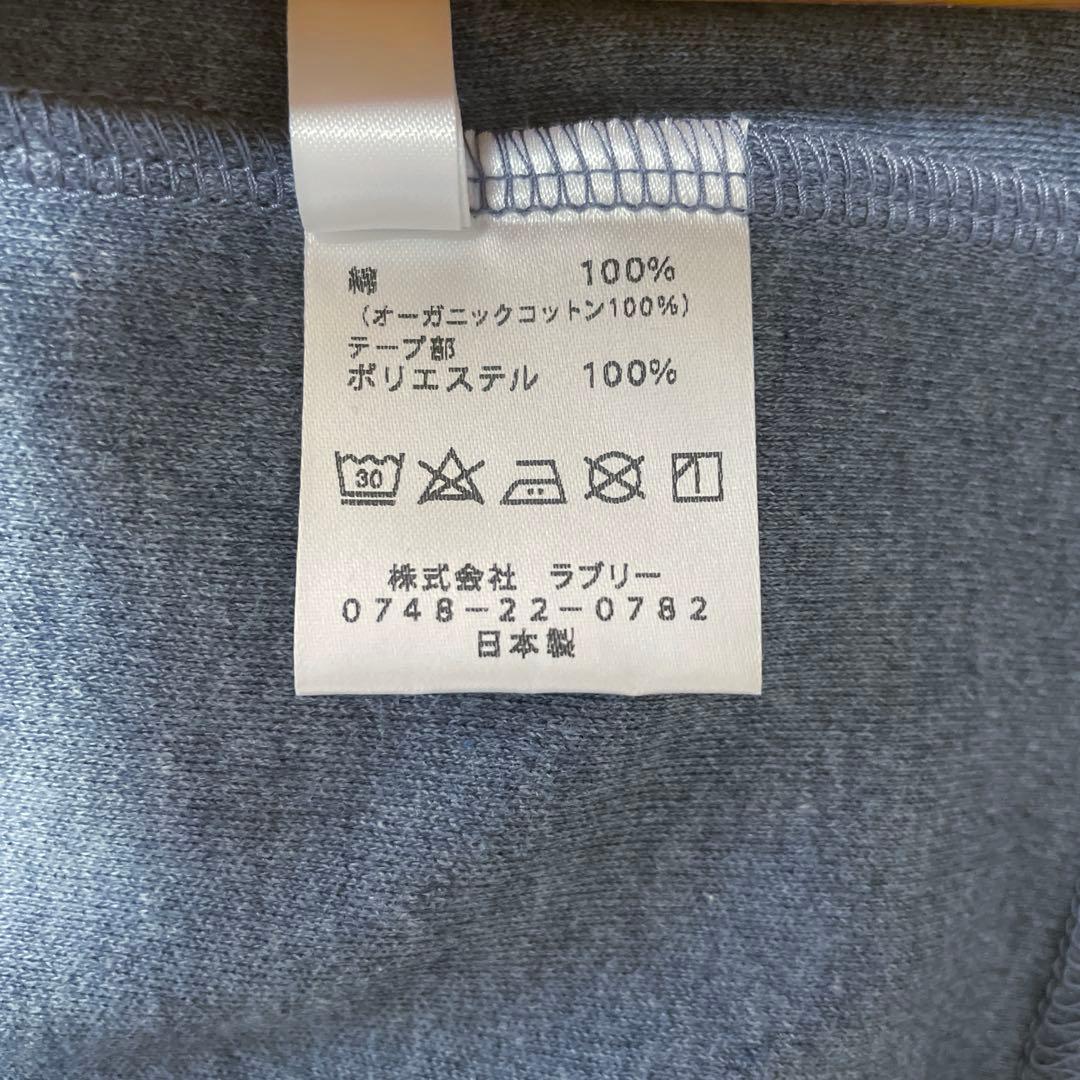 綿 100%
(オーガニックコットン100%)
テープ部
ポリエステル 100%
30
株式会社 ラブリー
0748-22-0782
日本製